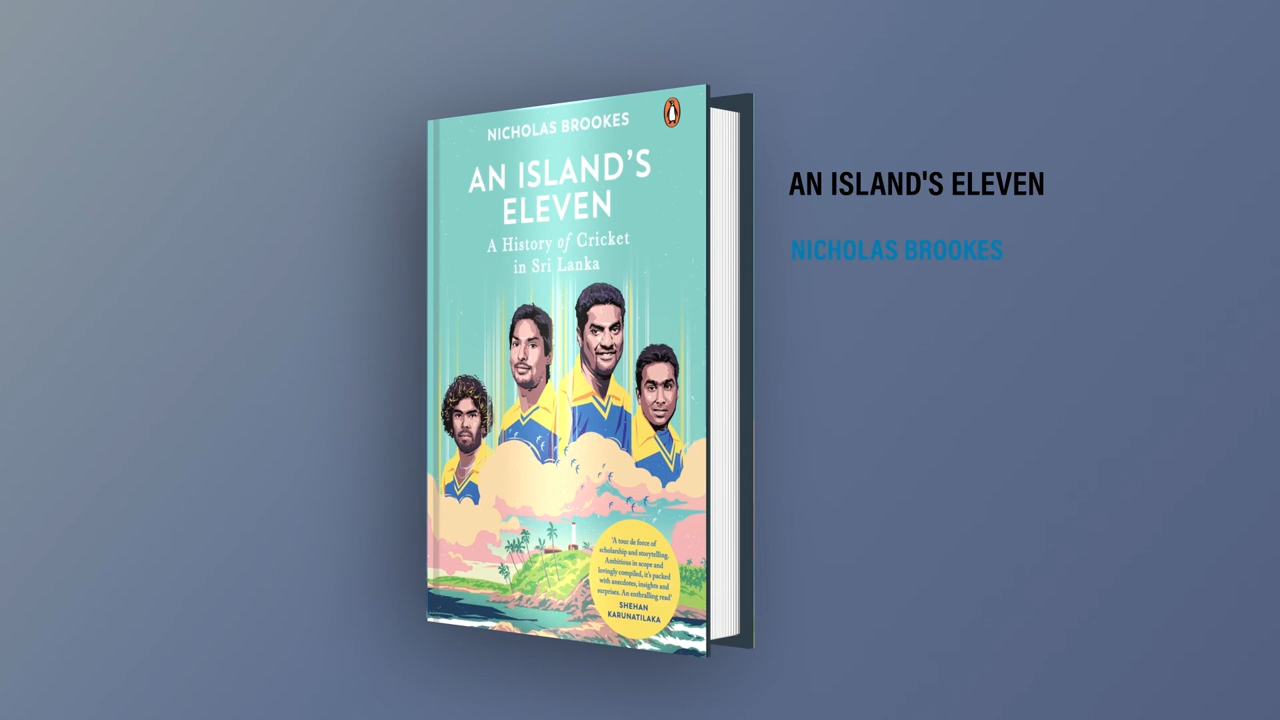 NICHOLAS BROOKES
AN ISLAND'S
ELEVEN
A History of Cricket
in Sri Lanka
'A tour de force of
scholarship and storytelling.
Ambitious in scope and
lovingly compiled, it's packed
with anecdotes, insights and
surprises. An enthralling read'
SHEHAN
KARUNATILAKA
AN ISLAND'S ELEVEN
NICHOLAS BROOKES